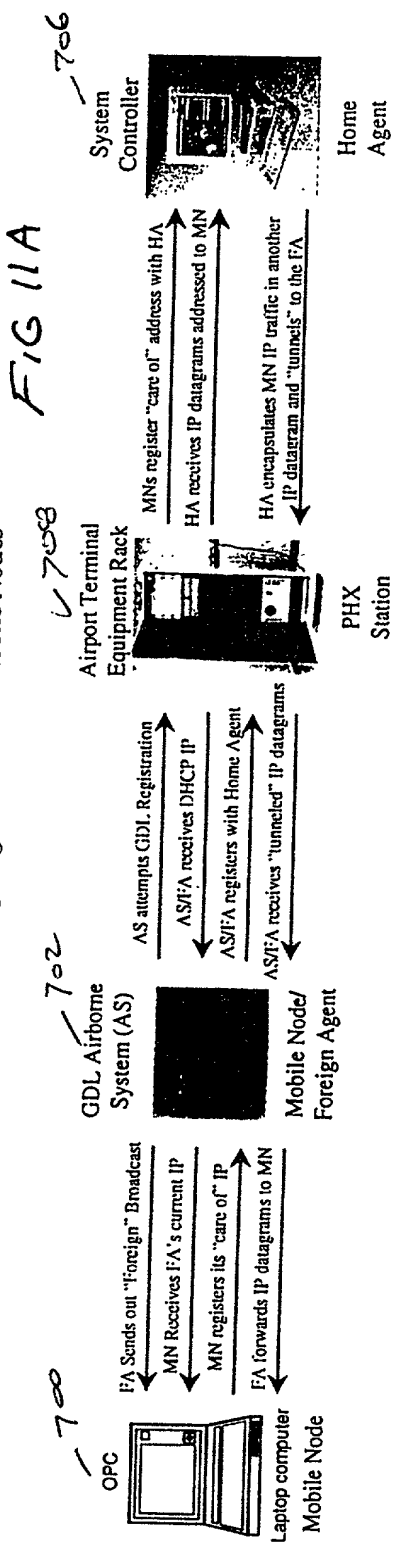 FIG 11A
700
OPC
Laptop computer
Mobile Node
FA Sends out "Foreign" Broadcast
MN Receives FA's current IP
MN registers its "care of" IP
FA forwards IP datagrams to MN
702
GDL Airborne
System (AS)
Mobile Node/
Foreign Agent
AS attempts GDL Registration
AS/FA receives DHCP IP
AS/FA registers with Home Agent
AS/FA receives "tunneled" IP datagrams
708
Airport Terminal
Equipment Rack
PHX
Station
MNs register "care of" address with HA
HA receives IP datagrams addressed to MN
HA encapsulates MN IP traffic in another
IP datagram and "tunnels" to the FA
706
System
Controller
Home
Agent